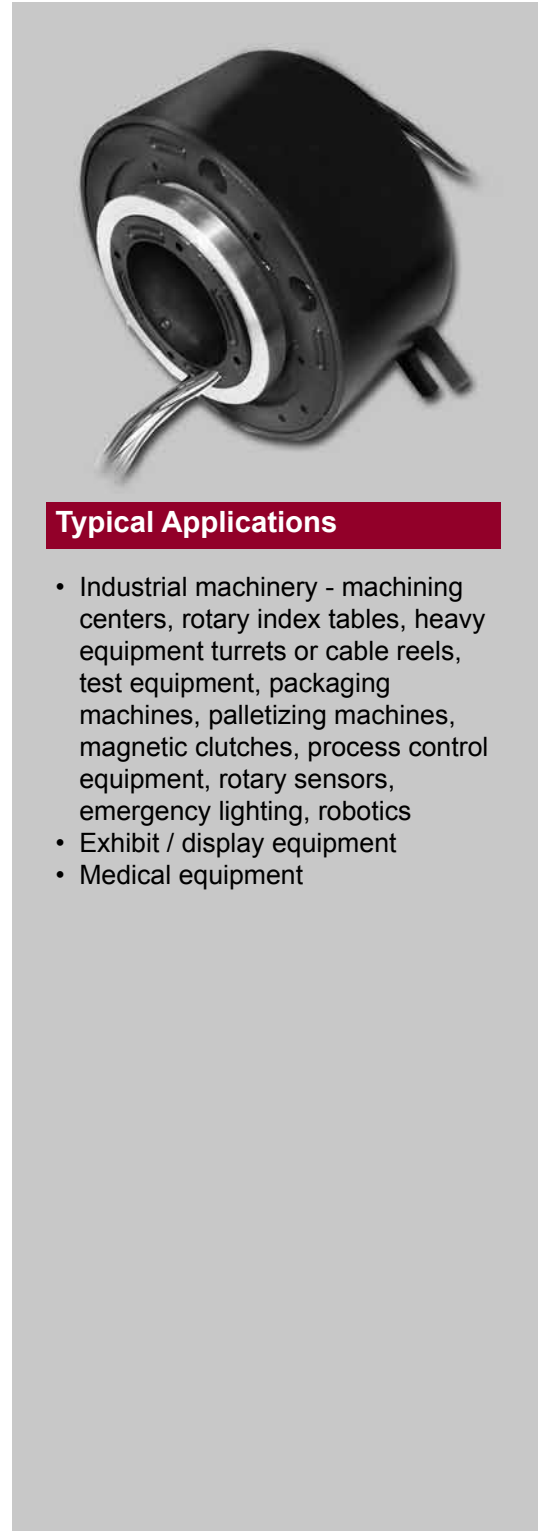 Typical Applications
• Industrial machinery - machining
centers, rotary index tables, heavy
equipment turrets or cable reels,
test equipment, packaging
machines, palletizing machines,
magnetic clutches, process control
equipment, rotary sensors,
emergency lighting, robotics
• Exhibit / display equipment
• Medical equipment